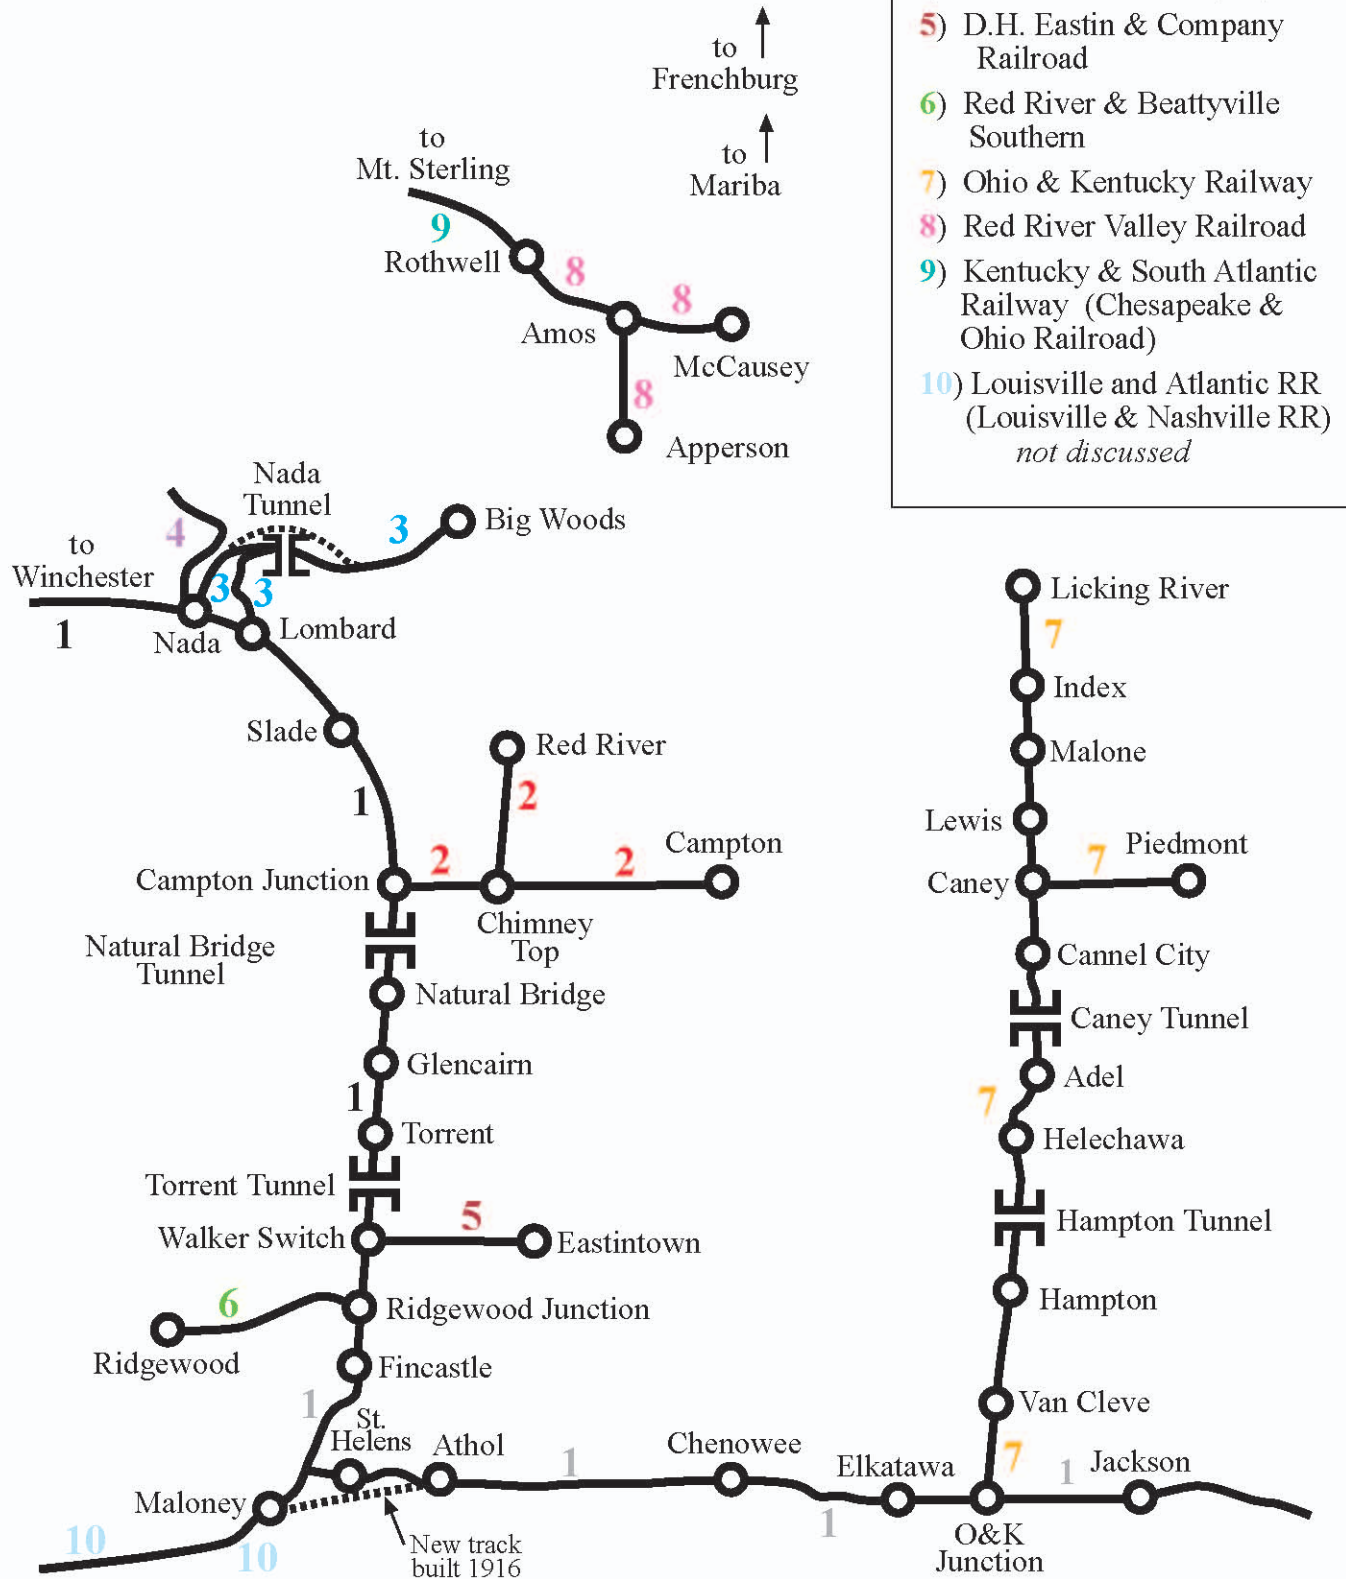 to
Frenchburg
to
Mariba
to
Mt. Sterling
9
Rothwell
8
8
Amos
McCausey
8
Apperson
5) D.H. Eastin & Company
Railroad
6) Red River & Beattyville
Southern
7) Ohio & Kentucky Railway
8) Red River Valley Railroad
9) Kentucky & South Atlantic
Railway (Chesapeake &
Ohio Railroad)
10) Louisville and Atlantic RR
(Louisville & Nashville RR)
not discussed
Nada
Tunnel
4
3
Big Woods
to
Winchester
3
3
1
Nada
Lombard
Slade
Red River
1
2
2
2
Campton
Campton Junction
Chimney
Top
Natural Bridge
Tunnel
Natural Bridge
Glencairn
1
Torrent
Torrent Tunnel
5
Walker Switch
Eastintown
6
Ridgewood Junction
Ridgewood
Fincastle
1
St.
Helens
Athol
1
Chenowee
Maloney
10
10
New track
built 1916
Licking River
7
Index
Malone
Lewis
7
Piedmont
Caney
Cannel City
Caney Tunnel
Adel
7
Helechawa
Hampton Tunnel
Hampton
Van Cleve
7
Elkatawa
1
Jackson
1
O&K
Junction